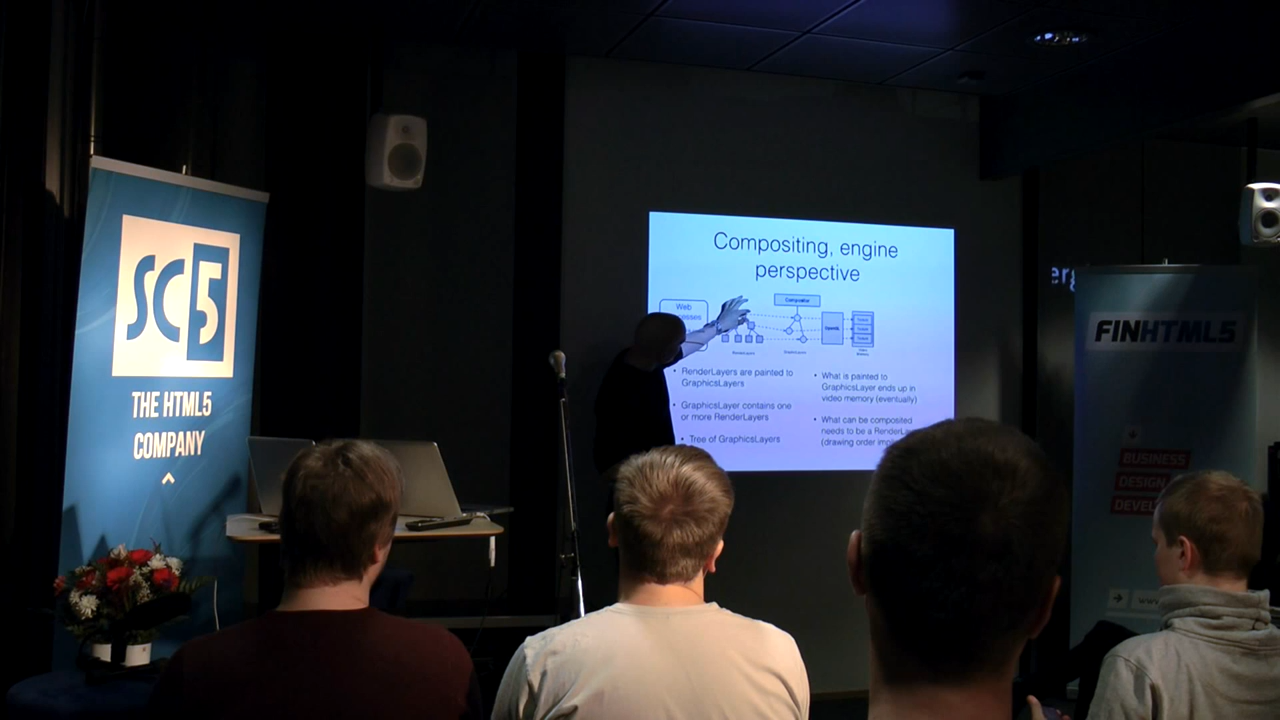 SC5
THE HTML5
COMPANY
Compositing, engine
perspective
Web
Compositor
OpenGL
RenderLayers are painted to
GraphicsLayers
GraphicsLayer contains one
or more RenderLayers
Tree of GraphicsLayers
What is painted to
GraphicsLayer ends up in
video memory (eventually)
What can be composited
needs to be a
(drawing order
FINHTML5
BUSINESS
DESIGN